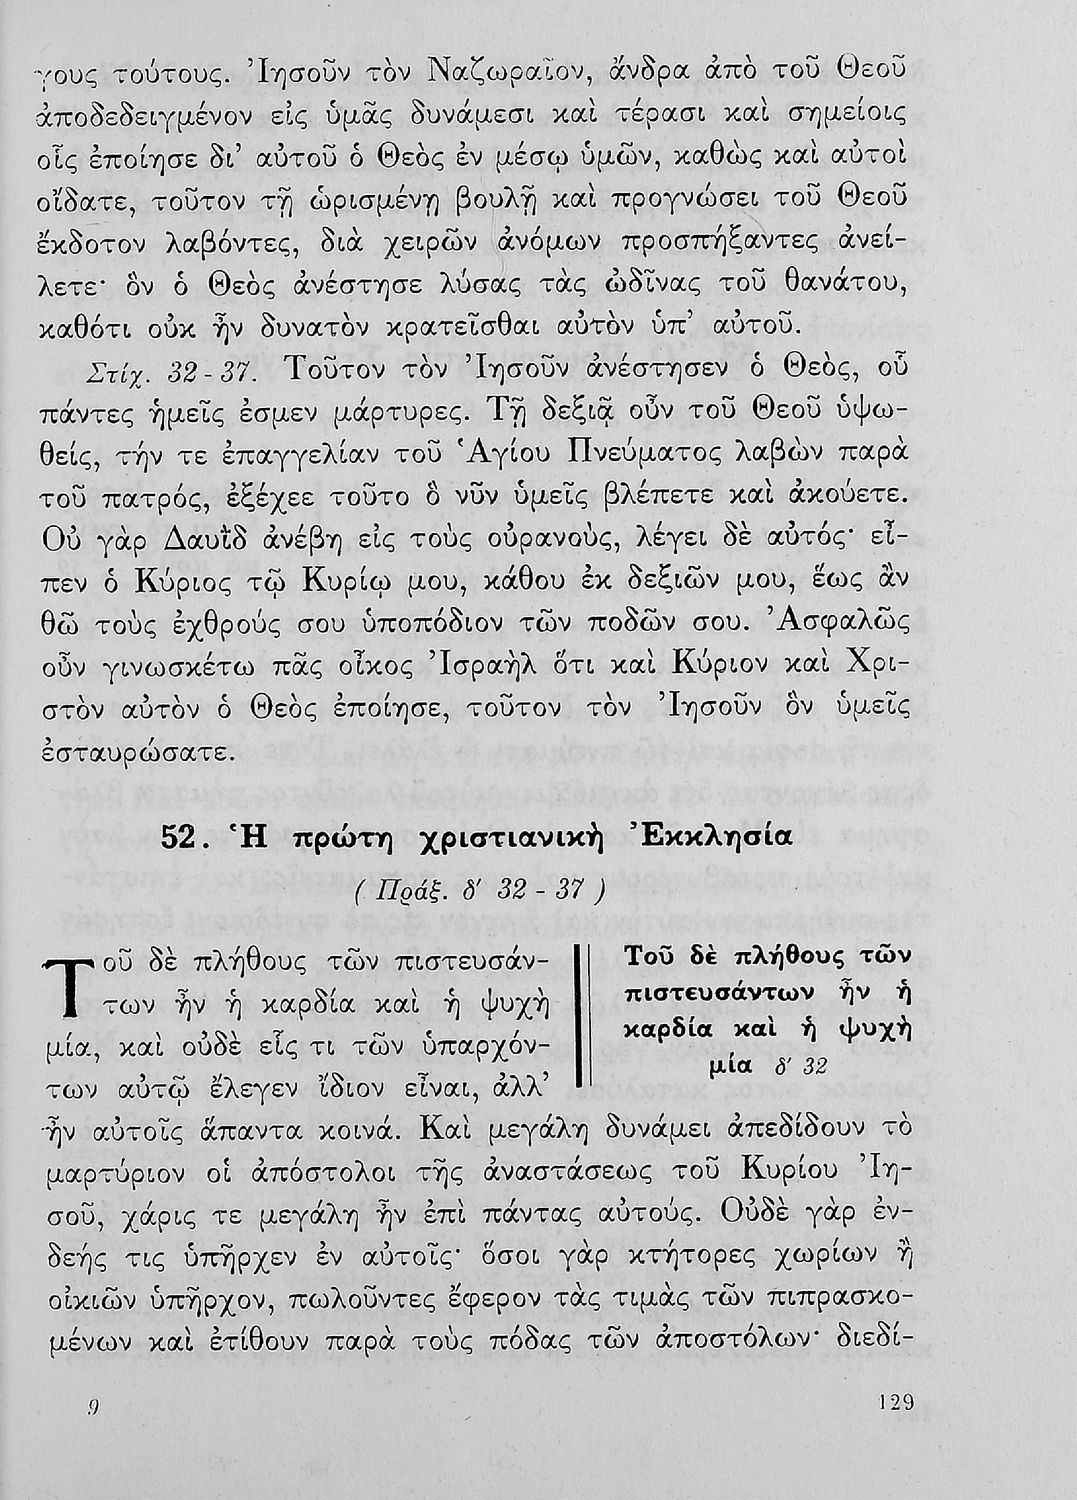 γους τούτους. Ἰησοῦν τὸν Ναζωραῖον, ἄνδρα ἀπὸ τοῦ Θεοῦ
ἀποδεδειγμένον εἰς ὑμᾶς δυνάμεσι καὶ τέρασι καὶ σημείοις
οἷς ἐποίησε δι’ αὐτοῦ ὁ Θεὸς ἐν μέσῳ ὑμῶν, καθὼς καὶ αὐτοὶ
οἴδατε, τοῦτον τῇ ὡρισμένῃ βουλῇ καὶ προγνώσει τοῦ Θεοῦ
ἔκδοτον λαβόντες, διὰ χειρῶν ἀνόμων προσπήξαντες ἀνεί-
λετε· ὃν ὁ Θεὸς ἀνέστησε λύσας τὰς ὠδῖνας τοῦ θανάτου,
καθότι οὐκ ἦν δυνατὸν κρατεῖσθαι αὐτὸν ὑπ’ αὐτοῦ.
Στίχ. 32 - 37. Τοῦτον τὸν Ἰησοῦν ἀνέστησεν ὁ Θεὸς, οὗ
πάντες ἡμεῖς ἐσμεν μάρτυρες. Τῇ δεξιᾷ οὖν τοῦ Θεοῦ ὑψω-
θείς, τήν τε ἐπαγγελίαν τοῦ Ἁγίου Πνεύματος λαβὼν παρὰ
τοῦ πατρός, ἐξέχεε τοῦτο ὃ νῦν ὑμεῖς βλέπετε καὶ ἀκούετε.
Οὐ γὰρ Δαυῒδ ἀνέβη εἰς τοὺς οὐρανούς, λέγει δὲ αὐτός· εἶ-
πεν ὁ Κύριος τῷ Κυρίῳ μου, κάθου ἐκ δεξιῶν μου, ἕως ἂν
θῶ τοὺς ἐχθρούς σου ὑποπόδιον τῶν ποδῶν σου. Ἀσφαλῶς
οὖν γινωσκέτω πᾶς οἶκος Ἰσραὴλ ὅτι καὶ Κύριον καὶ Χρι-
στὸν αὐτὸν ὁ Θεὸς ἐποίησε, τοῦτον τὸν Ἰησοῦν ὃν ὑμεῖς
ἐσταυρώσατε.
52. Ἡ πρώτη χριστιανικὴ Ἐκκλησία
( Πράξ. δ′ 32 - 37 )
Τοῦ δὲ πλήθους τῶν πιστευσάν-
των ἦν ἡ καρδία καὶ ἡ ψυχὴ
μία, καὶ οὐδὲ εἷς τι τῶν ὑπαρχόν-
των αὐτῷ ἔλεγεν ἴδιον εἶναι, ἀλλ’
Τοῦ δὲ πλήθους τῶν
πιστευσάντων ἦν ἡ
καρδία καὶ ἡ ψυχὴ
μία δ′ 32
ἦν αὐτοῖς ἅπαντα κοινά. Καὶ μεγάλη δυνάμει ἀπεδίδουν τὸ
μαρτύριον οἱ ἀπόστολοι τῆς ἀναστάσεως τοῦ Κυρίου Ἰη-
σοῦ, χάρις τε μεγάλη ἦν ἐπὶ πάντας αὐτούς. Οὐδὲ γὰρ ἐν-
δεής τις ὑπῆρχεν ἐν αὐτοῖς· ὅσοι γὰρ κτήτορες χωρίων ἢ
οἰκιῶν ὑπῆρχον, πωλοῦντες ἔφερον τὰς τιμὰς τῶν πιπρασκο-
μένων καὶ ἐτίθουν παρὰ τοὺς πόδας τῶν ἀποστόλων· διεδί-
9
129